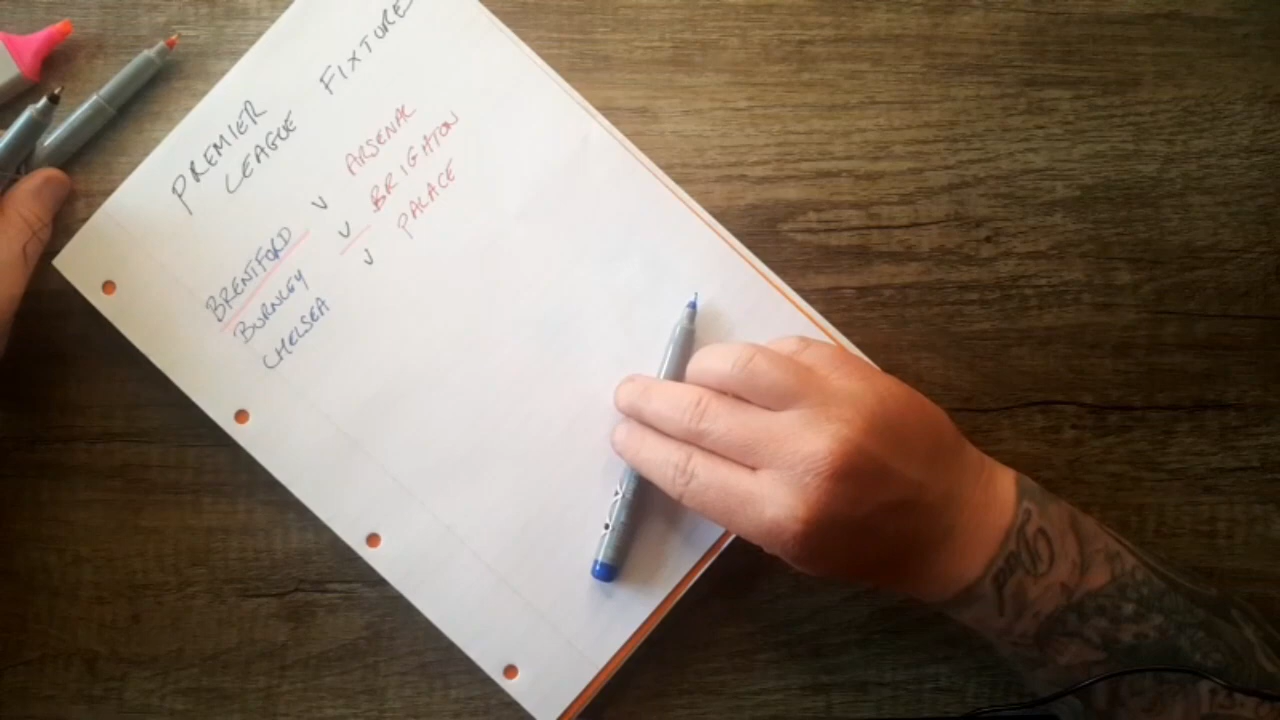 PREMIER
LEAGUE FIXTURES
BRENTFORD V ARSENAL
BURNLEY V BRIGHTON
CHELSEA V PALACE